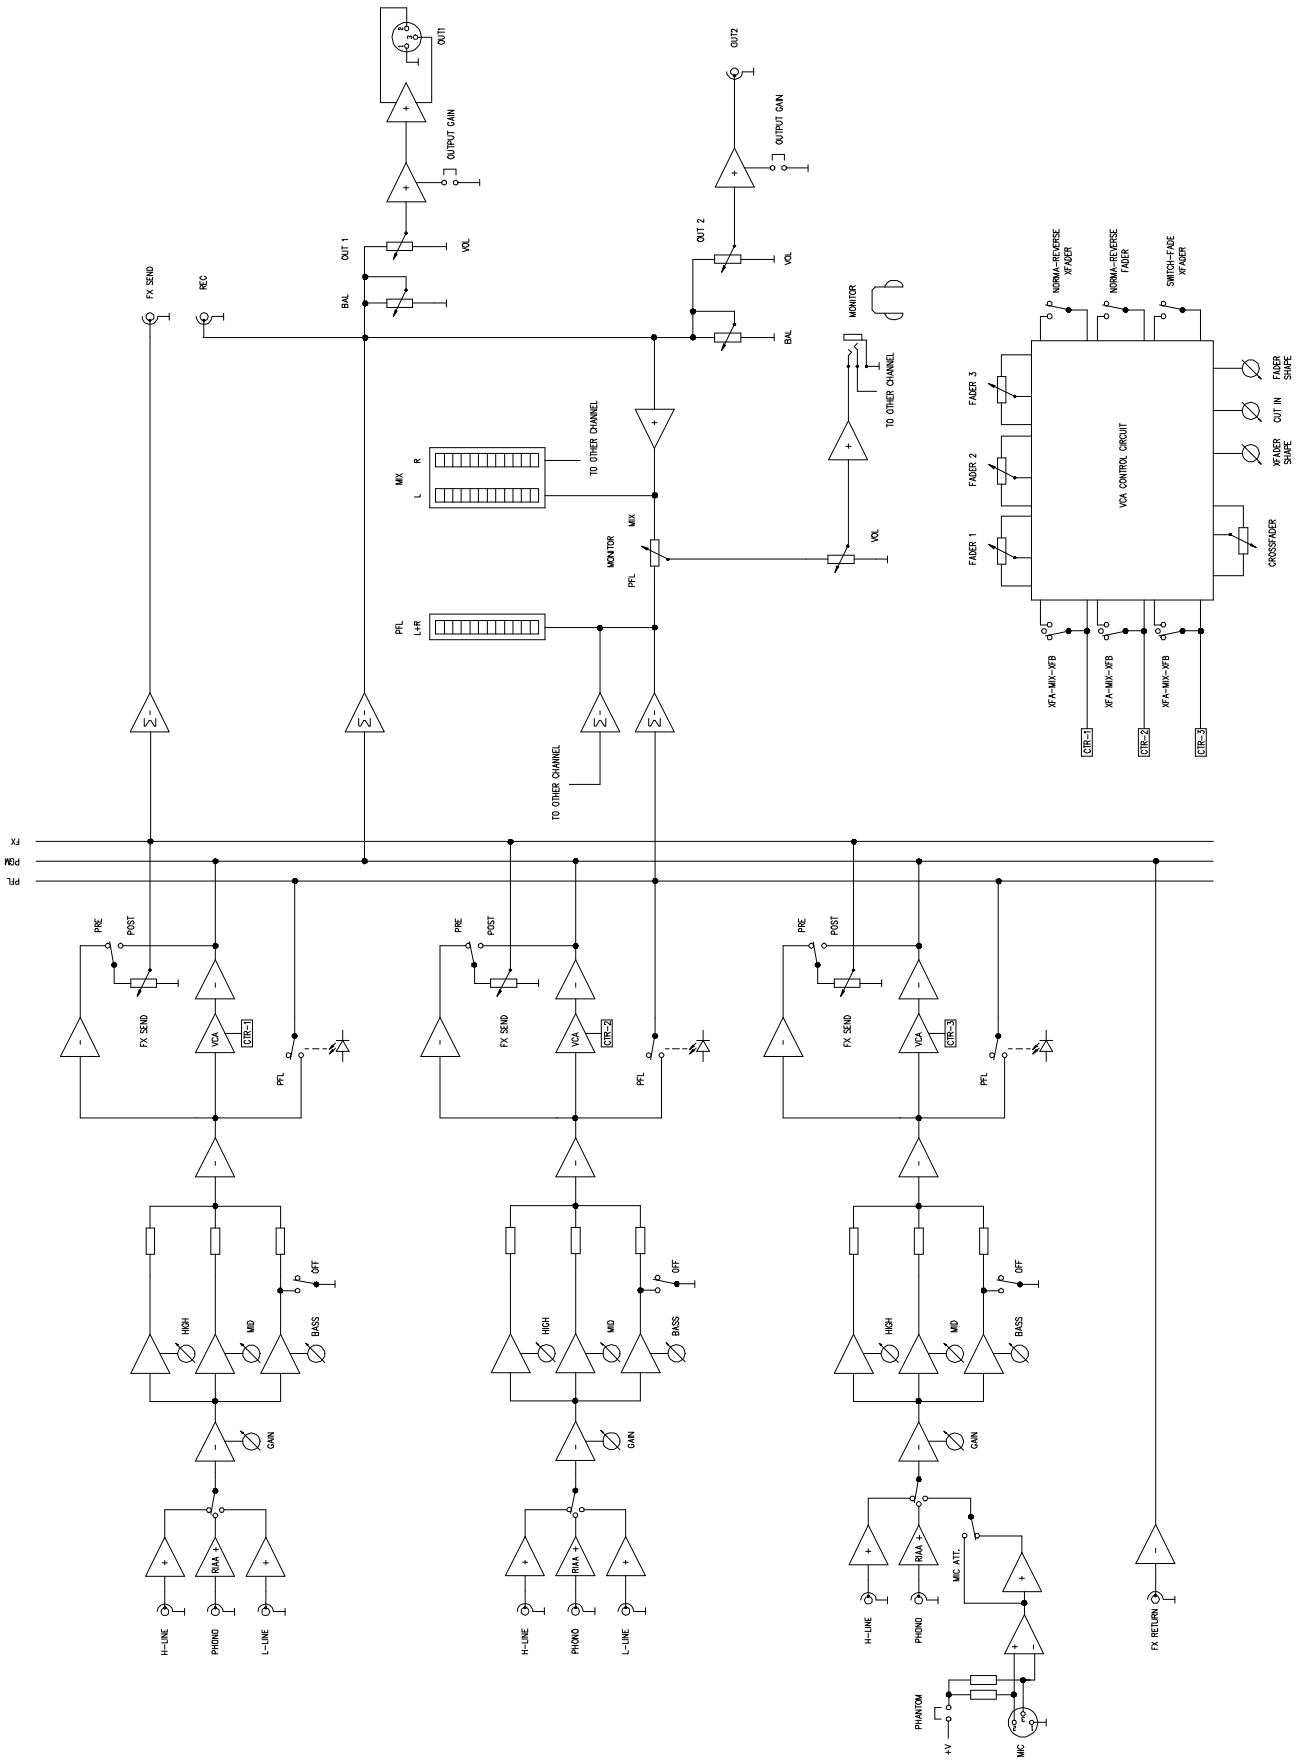 OUT1
2
3
1
OUTPUT GAIN
OUT2
OUTPUT GAIN
FX SEND
REC
OUT 1
VOL
BAL
OUT 2
VOL
BAL
MONITOR
TO OTHER CHANNEL
MIX
L
R
TO OTHER CHANNEL
MONITOR
MIX
PFL
VOL
PFL
L+R
TO OTHER CHANNEL
NORMA-REVERSE
XFADER
NORMA-REVERSE
FADER
SWITCH-FADE
XFADER
FADER 3
FADER 2
FADER 1
VCA CONTROL CIRCUIT
FADER
SHAPE
CUT IN
XFADER
SHAPE
CROSSFADER
XFA-MIX-XFB
XFA-MIX-XFB
XFA-MIX-XFB
CTR-1
CTR-2
CTR-3
FX
PGM
PFL
PRE
POST
FX SEND
VCA
CTR-1
PFL
PRE
POST
FX SEND
VCA
CTR-2
PFL
PRE
POST
FX SEND
VCA
CTR-3
PFL
OFF
HIGH
MID
BASS
GAIN
OFF
HIGH
MID
BASS
GAIN
OFF
HIGH
MID
BASS
GAIN
RIAA +
H-LINE
PHONO
L-LINE
RIAA +
H-LINE
PHONO
L-LINE
RIAA +
H-LINE
PHONO
MIC ATT.
PHANTOM
+V
MIC
2
3
1
FX RETURN